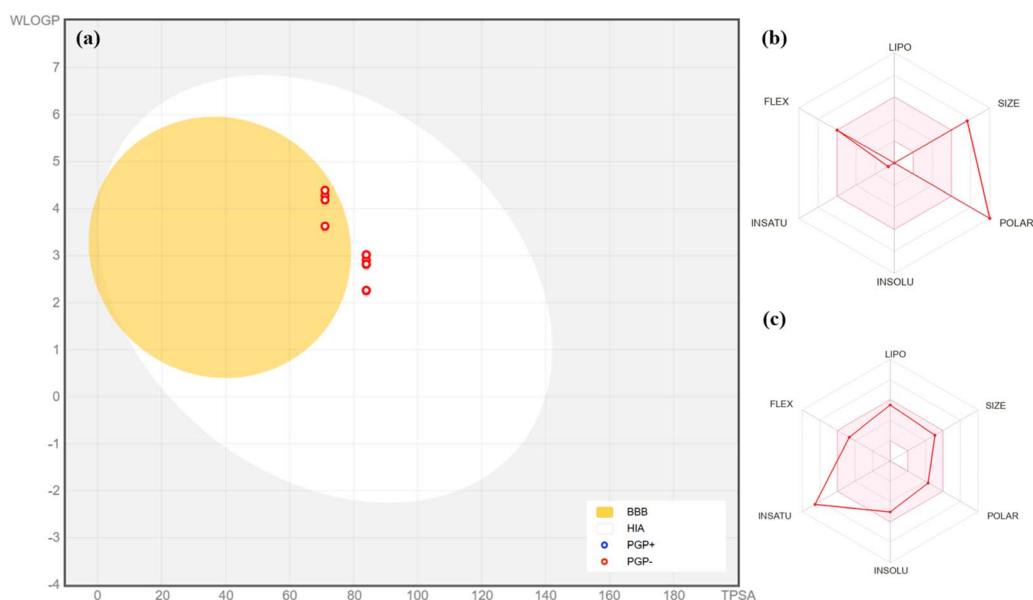 WLOGP
(a)
7
6
5
4
3
2
1
0
-1
-2
-3
-4
0
20
40
60
80
100
120
140
160
180
TPSA
BBB
HIA
PGP+
PGP-
(b)
LIPO
FLEX
SIZE
INSATU
POLAR
INSOLU
(c)
LIPO
FLEX
SIZE
INSATU
POLAR
INSOLU